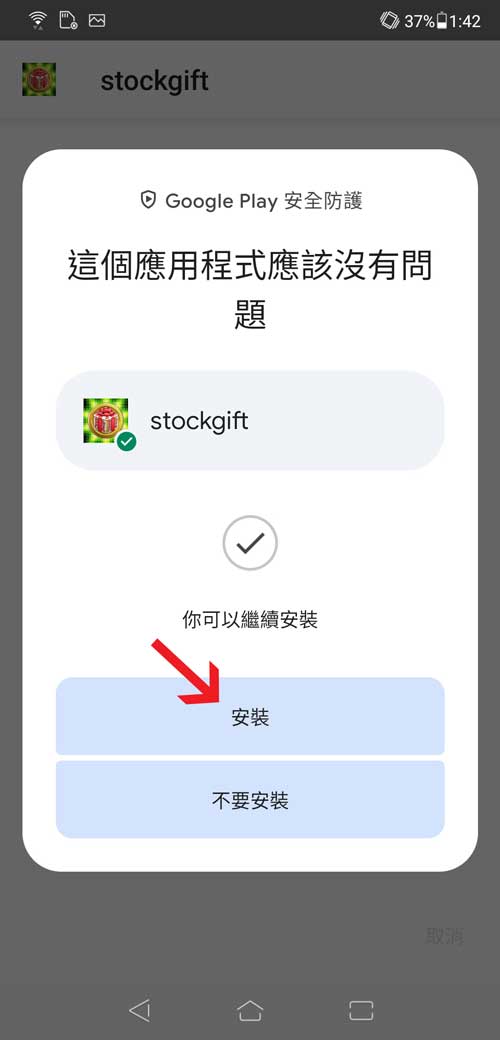 37% 1:42
stockgift
Google Play 安全防護
這個應用程式應該沒有問
題
stockgift
你可以繼續安裝
安裝
不要安裝
取消